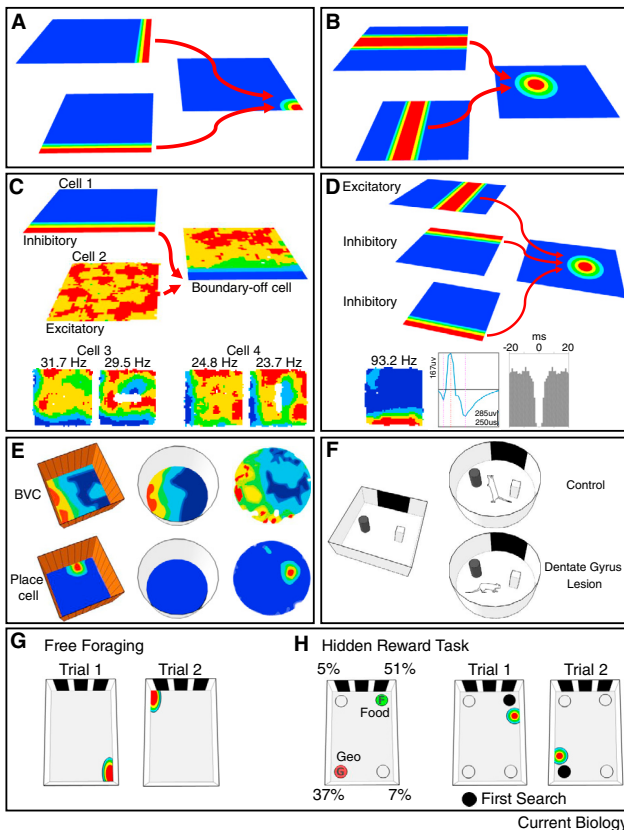 A
B
C
Cell 1
Inhibitory
Cell 2
Excitatory
Boundary-off cell
Cell 3
31.7 Hz 29.5 Hz
Cell 4
24.8 Hz 23.7 Hz
D
Excitatory
Inhibitory
Inhibitory
93.2 Hz
167uv
285uv
250us
ms
-20 0 20
E
BVC
Place
cell
F
Control
Dentate Gyrus
Lesion
G Free Foraging
Trial 1 Trial 2
H Hidden Reward Task
5% 51%
F
Food
Geo
G
37% 7%
Trial 1 Trial 2
First Search
Current Biology